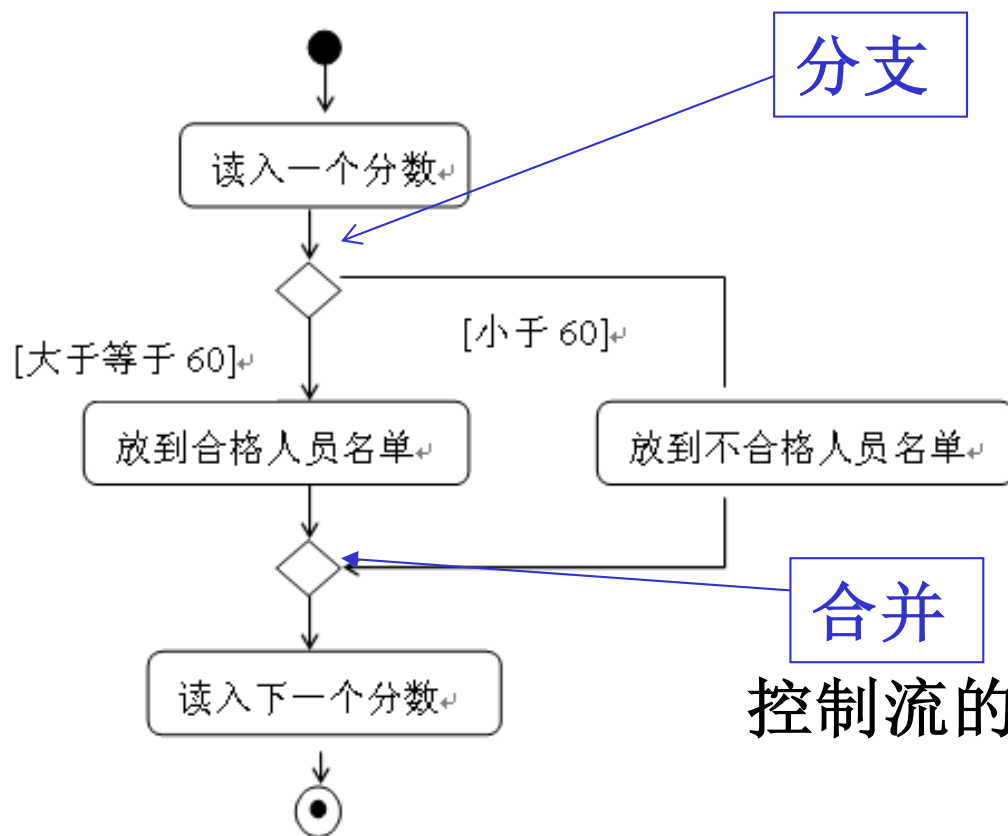 分支
读入一个分数
[小于 60]
[大于等于 60]
放到合格人员名单
放到不合格人员名单
合并
读入下一个分数
控制流的